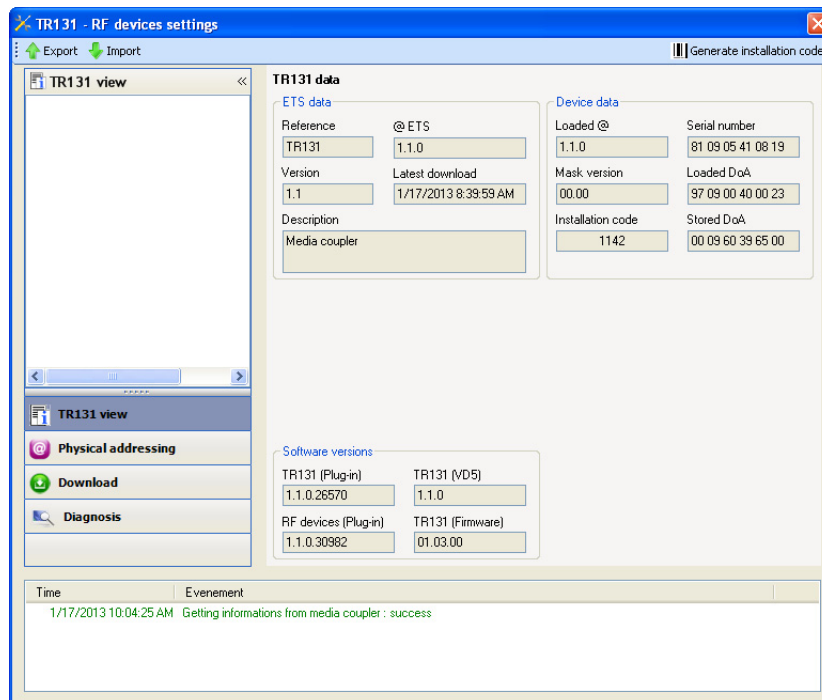 TR131 - RF devices settings
Export Import Generate installation code
TR131 view
TR131 view
Physical addressing
Download
Diagnosis
TR131 data
ETS data
Reference @ ETS
TR131 1.1.0
Version Latest download
1.1 1/17/2013 8:39:59 AM
Description
Media coupler
Device data
Loaded @ Serial number
1.1.0 81 09 05 41 08 19
Mask version Loaded DoA
00.00 97 09 00 40 00 23
Installation code Stored DoA
1142 00 09 60 39 65 00
Software versions
TR131 (Plug-in) TR131 (VD5)
1.1.0.26570 1.1.0
RF devices (Plug-in) TR131 (Firmware)
1.1.0.30982 01.03.00
Time Evenement
1/17/2013 10:04:25 AM Getting informations from media coupler : success